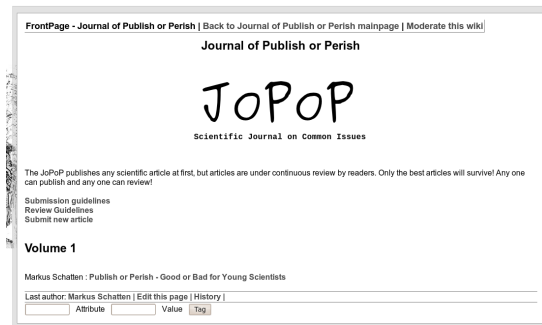 FrontPage - Journal of Publish or Perish | Back to Journal of Publish or Perish mainpage | Moderate this wiki
Journal of Publish or Perish
JoPoP
Scientific Journal on Common Issues
The JoPoP publishes any scientific article at first, but articles are under continuous review by readers. Only the best articles will survive! Any one
can publish and any one can review!
Submission guidelines
Review Guidelines
Submit new article
Volume 1
Markus Schatten : Publish or Perish - Good or Bad for Young Scientists
Last author: Markus Schatten | Edit this page | History |
Attribute Value Tag